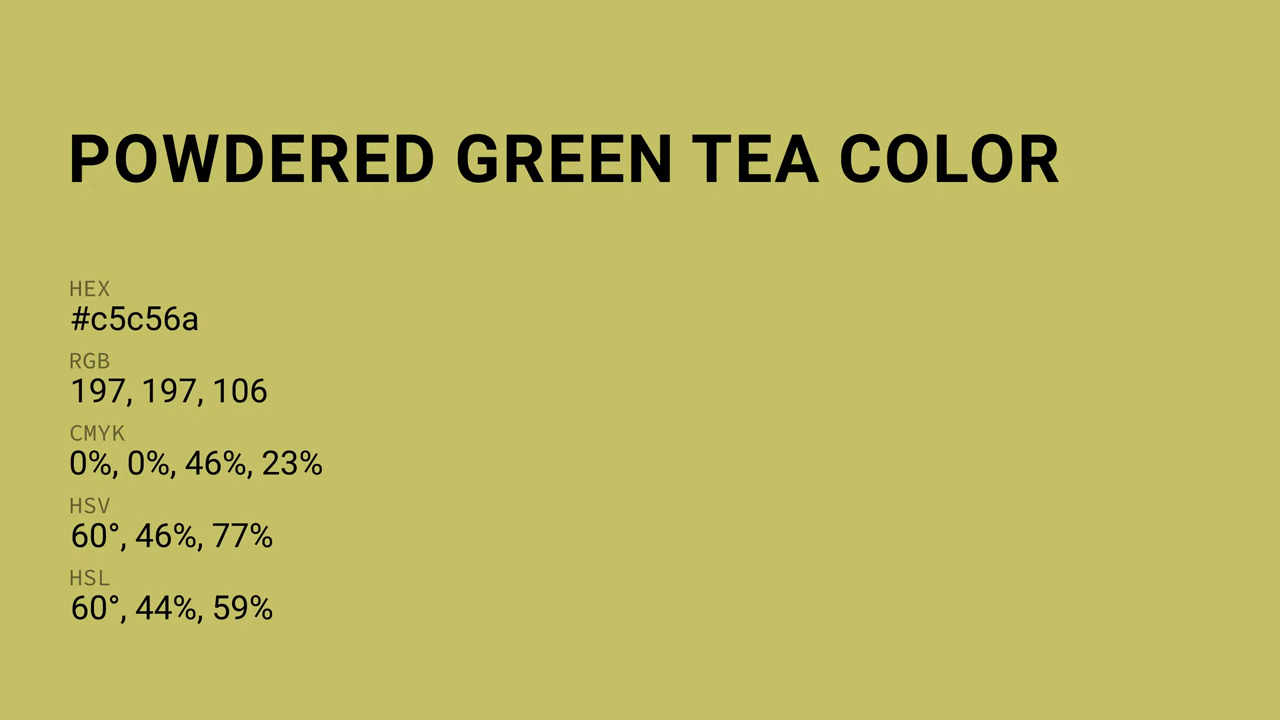 POWDERED GREEN TEA COLOR
HEX
#c5c56a
RGB
197, 197, 106
CMYK
0%, 0%, 46%, 23%
HSV
60°, 46%, 77%
HSL
60°, 44%, 59%